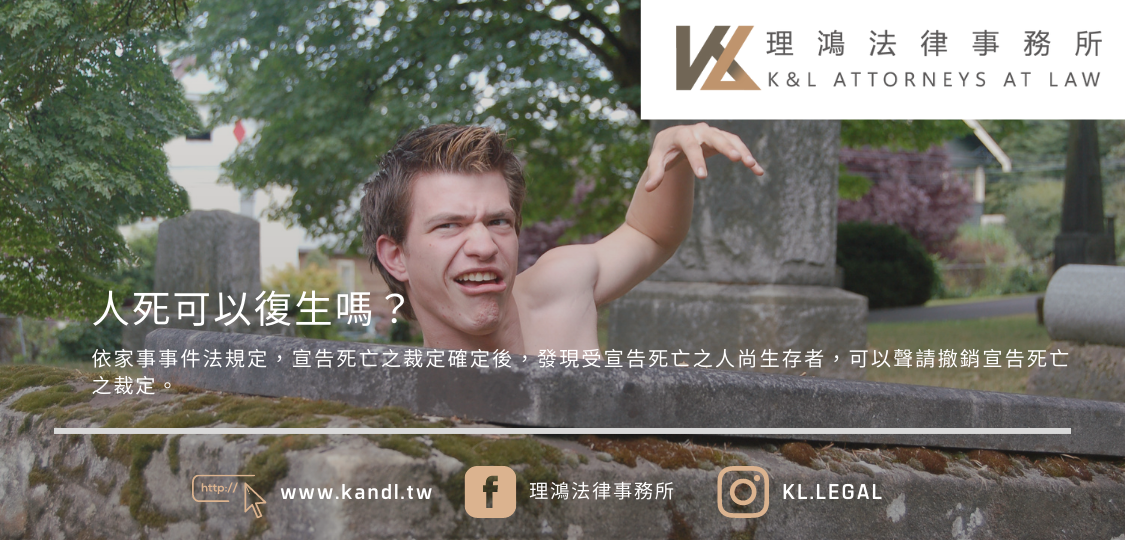 理鴻法律事務所
K&L ATTORNEYS AT LAW
人死可以復生嗎？
依家事事件法規定，宣告死亡之裁定確定後，發現受宣告死亡之人尚生存者，可以聲請撤銷宣告死亡
之裁定。
http:// www.kandl.tw 理鴻法律事務所 KL.LEGAL